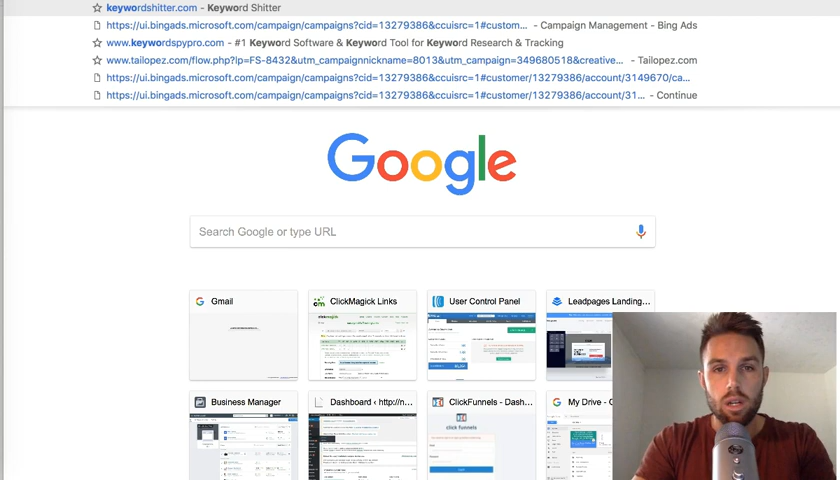 keywordshitter.com - Keyword Shitter
https://ui.bingads.microsoft.com/campaign/campaigns?cid=13279386&ccuisrc=1#custom... - Campaign Management - Bing Ads
www.keywordspypro.com - #1 Keyword Software & Keyword Tool for Keyword Research & Tracking
https://www.tailopez.com/flow.php?lp=FS-8432&utm_campaignnickname=8013&utm_campaign=349680518&creative... - Tailopez.com
https://ui.bingads.microsoft.com/campaign/campaigns?cid=13279386&ccuisrc=1#customer/13279386/account/3149670/ca...
https://ui.bingads.microsoft.com/campaign/campaigns?cid=13279386&ccuisrc=1#customer/13279386/account/31... - Continue
Google
Search Google or type URL
Gmail
ClickMagick Links
User Control Panel
Leadpages Landing...
Business Manager
Dashboard ‹ http://n...
ClickFunnels - Dash...
My Drive - G
click funnels